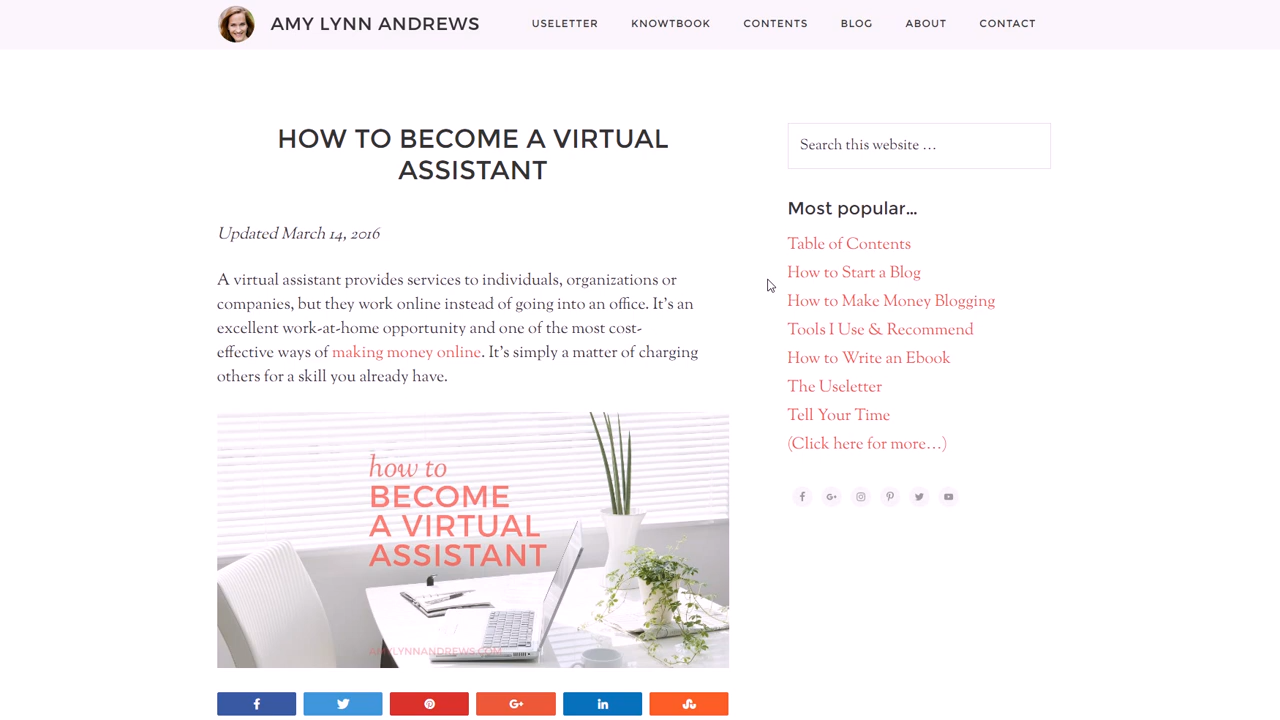 AMY LYNN ANDREWS
USELETTER KNOWTBOOK CONTENTS BLOG ABOUT CONTACT
HOW TO BECOME A VIRTUAL
ASSISTANT
Updated March 14, 2016
A virtual assistant provides services to individuals, organizations or
companies, but they work online instead of going into an office. It's an
excellent work-at-home opportunity and one of the most cost-
effective ways of making money online. It's simply a matter of charging
others for a skill you already have.
how to
BECOME
A VIRTUAL
ASSISTANT
AMYLYNNANDREWS.COM
Search this website …
Most popular...
Table of Contents
How to Start a Blog
How to Make Money Blogging
Tools I Use & Recommend
How to Write an Ebook
The Useletter
Tell Your Time
(Click here for more…)